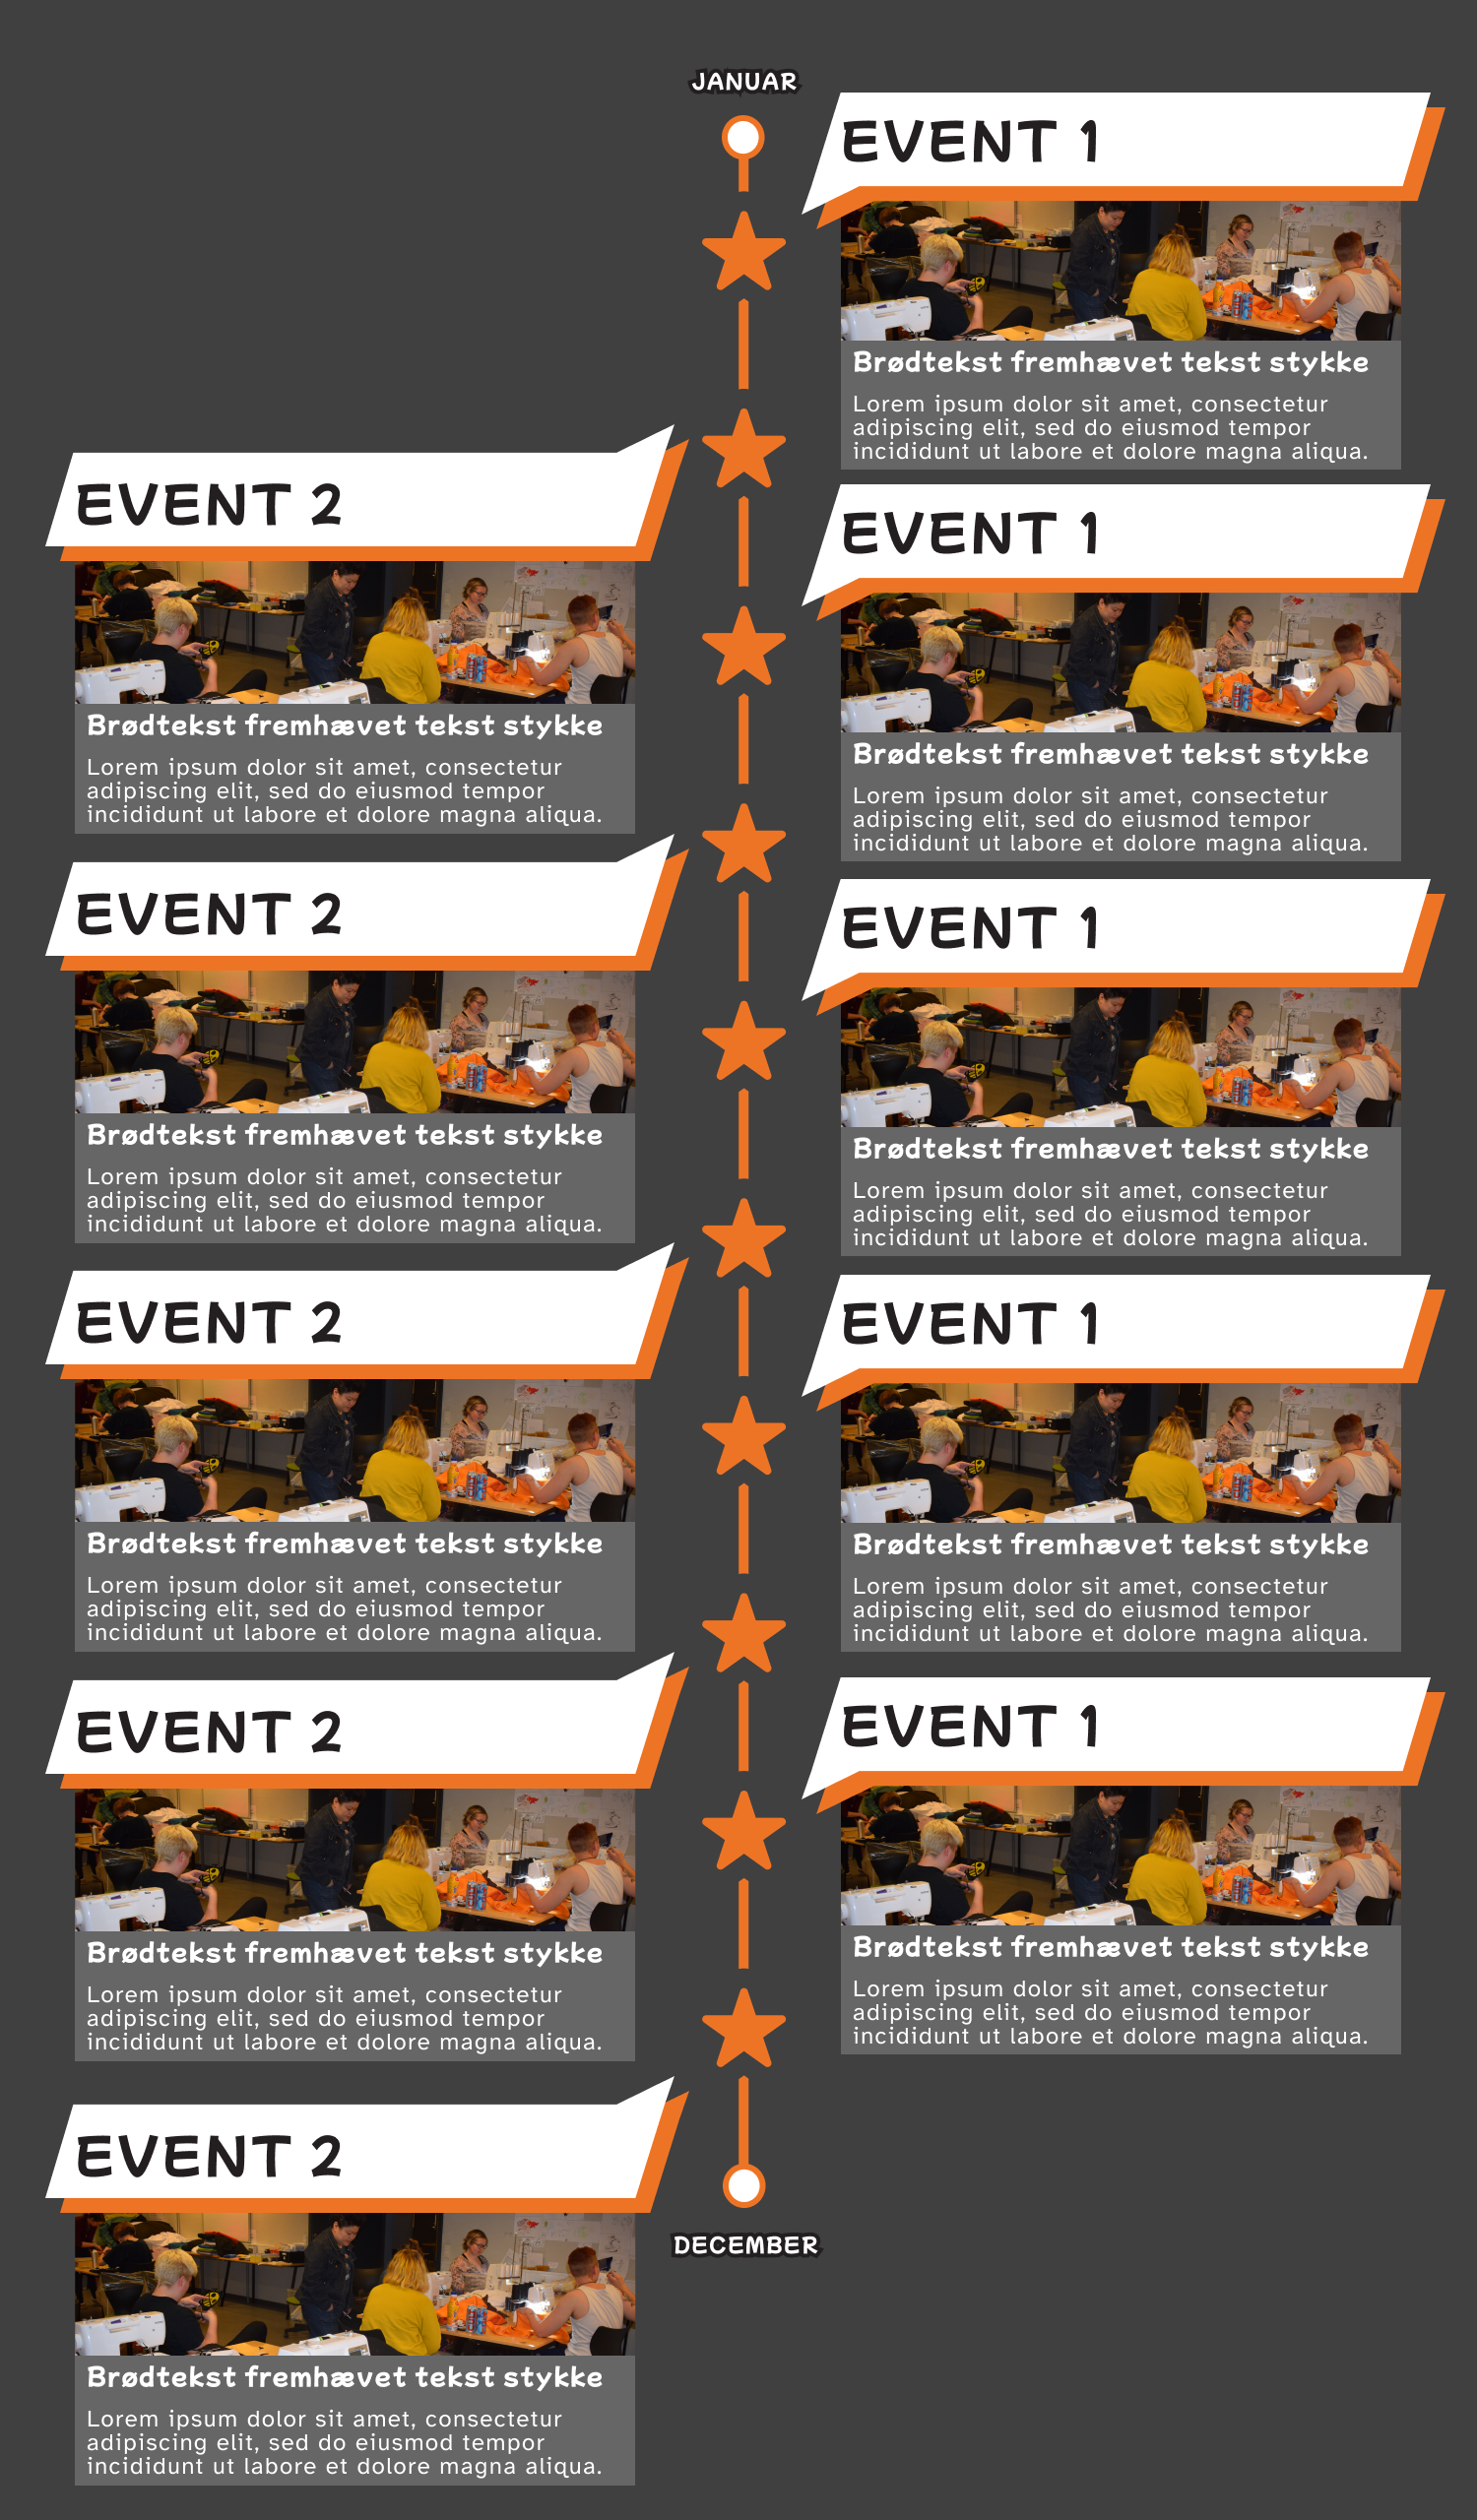 JANUAR
EVENT 1
Brødtekst fremhævet tekst stykke
Lorem ipsum dolor sit amet, consectetur
adipiscing elit, sed do eiusmod tempor
incididunt ut labore et dolore magna aliqua.
EVENT 2
Brødtekst fremhævet tekst stykke
Lorem ipsum dolor sit amet, consectetur
adipiscing elit, sed do eiusmod tempor
incididunt ut labore et dolore magna aliqua.
EVENT 1
Brødtekst fremhævet tekst stykke
Lorem ipsum dolor sit amet, consectetur
adipiscing elit, sed do eiusmod tempor
incididunt ut labore et dolore magna aliqua.
EVENT 2
Brødtekst fremhævet tekst stykke
Lorem ipsum dolor sit amet, consectetur
adipiscing elit, sed do eiusmod tempor
incididunt ut labore et dolore magna aliqua.
EVENT 1
Brødtekst fremhævet tekst stykke
Lorem ipsum dolor sit amet, consectetur
adipiscing elit, sed do eiusmod tempor
incididunt ut labore et dolore magna aliqua.
EVENT 2
Brødtekst fremhævet tekst stykke
Lorem ipsum dolor sit amet, consectetur
adipiscing elit, sed do eiusmod tempor
incididunt ut labore et dolore magna aliqua.
EVENT 1
Brødtekst fremhævet tekst stykke
Lorem ipsum dolor sit amet, consectetur
adipiscing elit, sed do eiusmod tempor
incididunt ut labore et dolore magna aliqua.
EVENT 2
Brødtekst fremhævet tekst stykke
Lorem ipsum dolor sit amet, consectetur
adipiscing elit, sed do eiusmod tempor
incididunt ut labore et dolore magna aliqua.
EVENT 1
Brødtekst fremhævet tekst stykke
Lorem ipsum dolor sit amet, consectetur
adipiscing elit, sed do eiusmod tempor
incididunt ut labore et dolore magna aliqua.
EVENT 2
Brødtekst fremhævet tekst stykke
Lorem ipsum dolor sit amet, consectetur
adipiscing elit, sed do eiusmod tempor
incididunt ut labore et dolore magna aliqua.
DECEMBER